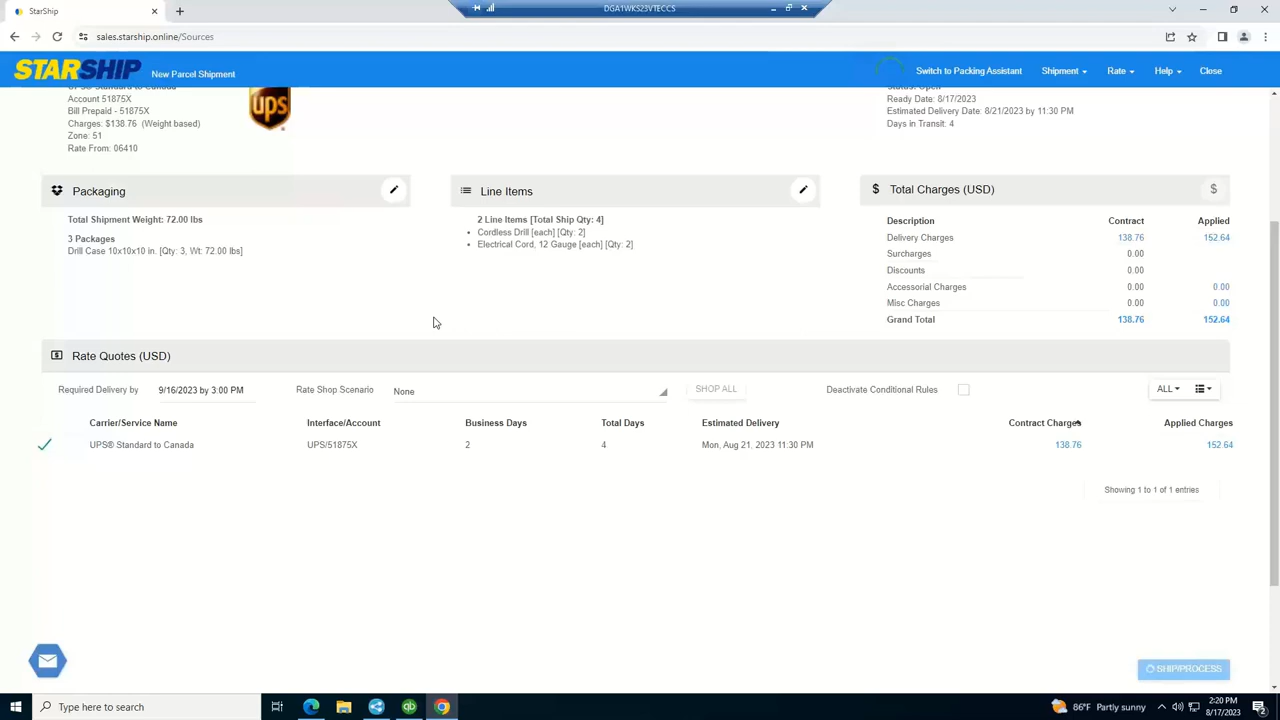 StarShip
DGA1WKS23VTECCS
sales.starship.online/Sources
STARSHIP New Parcel Shipment
Switch to Packing Assistant Shipment Rate Help Close
Account 51875X
Bill Prepaid - 51875X
Charges: $138.76 (Weight based)
Zone: 51
Rate From: 06410
ups
Ready Date: 8/17/2023
Estimated Delivery Date: 8/21/2023 by 11:30 PM
Days in Transit: 4
Packaging
Total Shipment Weight: 72.00 lbs
3 Packages
Drill Case 10x10x10 in. [Qty: 3, Wt: 72.00 lbs]
Line Items
2 Line Items [Total Ship Qty: 4]
Cordless Drill [each] [Qty: 2]
Electrical Cord, 12 Gauge [each] [Qty: 2]
$ Total Charges (USD) $
Description Contract Applied
Delivery Charges 138.76 152.64
Surcharges 0.00
Discounts 0.00
Accessorial Charges 0.00 0.00
Misc Charges 0.00 0.00
Grand Total 138.76 152.64
Rate Quotes (USD)
Required Delivery by 9/16/2023 by 3:00 PM Rate Shop Scenario None SHOP ALL Deactivate Conditional Rules ALL
Carrier/Service Name Interface/Account Business Days Total Days Estimated Delivery Contract Charges Applied Charges
UPS® Standard to Canada UPS/51875X 2 4 Mon, Aug 21, 2023 11:30 PM 138.76 152.64
Showing 1 to 1 of 1 entries
SHIP/PROCESS
Type here to search
86°F Partly sunny
2:20 PM
8/17/2023
2